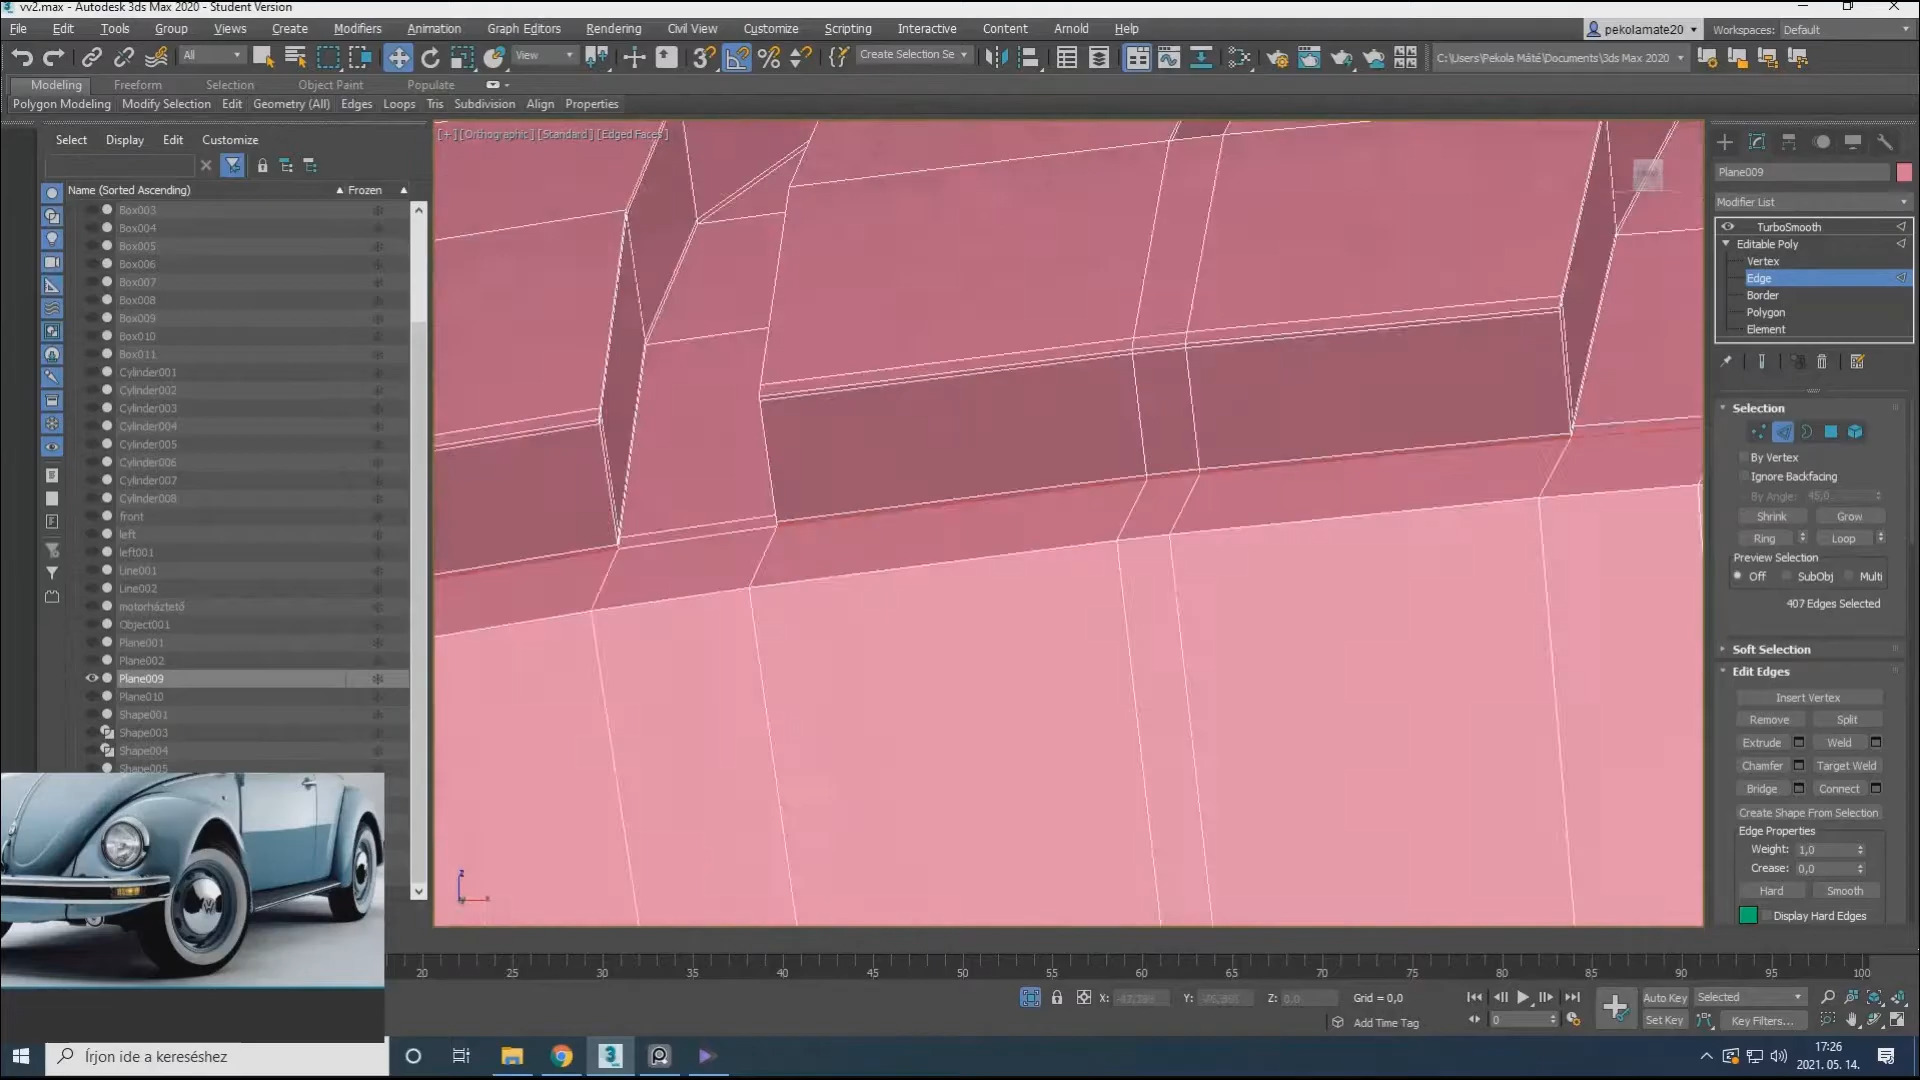 vv2.max - Autodesk 3ds Max 2020 - Student Version
File Edit Tools Group Views Create Modifiers Animation Graph Editors Rendering Civil View Customize Scripting Interactive Content Arnold Help
pekolamate20 Workspaces: Default
All View Create Selection Se C:\Users\Pekola Máté\Documents\3ds Max 2020
Modeling Freeform Selection Object Paint Populate
Polygon Modeling Modify Selection Edit Geometry (All) Edges Loops Tris Subdivision Align Properties
Select Display Edit Customize
[+] [Orthographic] [Standard] [Edged Faces]
Name (Sorted Ascending) Frozen
Box003
Box004
Box005
Box006
Box007
Box008
Box009
Box010
Box011
Cylinder001
Cylinder002
Cylinder003
Cylinder004
Cylinder005
Cylinder006
Cylinder007
Cylinder008
front
left
left001
Line001
Line002
motorháztető
Object001
Plane001
Plane002
Plane009
Plane010
Shape001
Shape003
Shape004
Shape005
Plane009
Modifier List
TurboSmooth
Editable Poly
Vertex
Edge
Border
Polygon
Element
Selection
By Vertex
Ignore Backfacing
By Angle: 45,0
Shrink Grow
Ring Loop
Preview Selection
Off SubObj Multi
407 Edges Selected
Soft Selection
Edit Edges
Insert Vertex
Remove Split
Extrude Weld
Chamfer Target Weld
Bridge Connect
Create Shape From Selection
Edge Properties
Weight: 1,0
Crease: 0,0
Hard Smooth
Display Hard Edges
z
x
20 25 30 35 40 45 50 55 60 65 70 75 80 85 90 95 100
X: Y: Z: 0,0 Grid = 0,0
Add Time Tag
0
Auto Key Selected
Set Key Key Filters...
Írjon ide a kereséshez
17:26
2021. 05. 14.